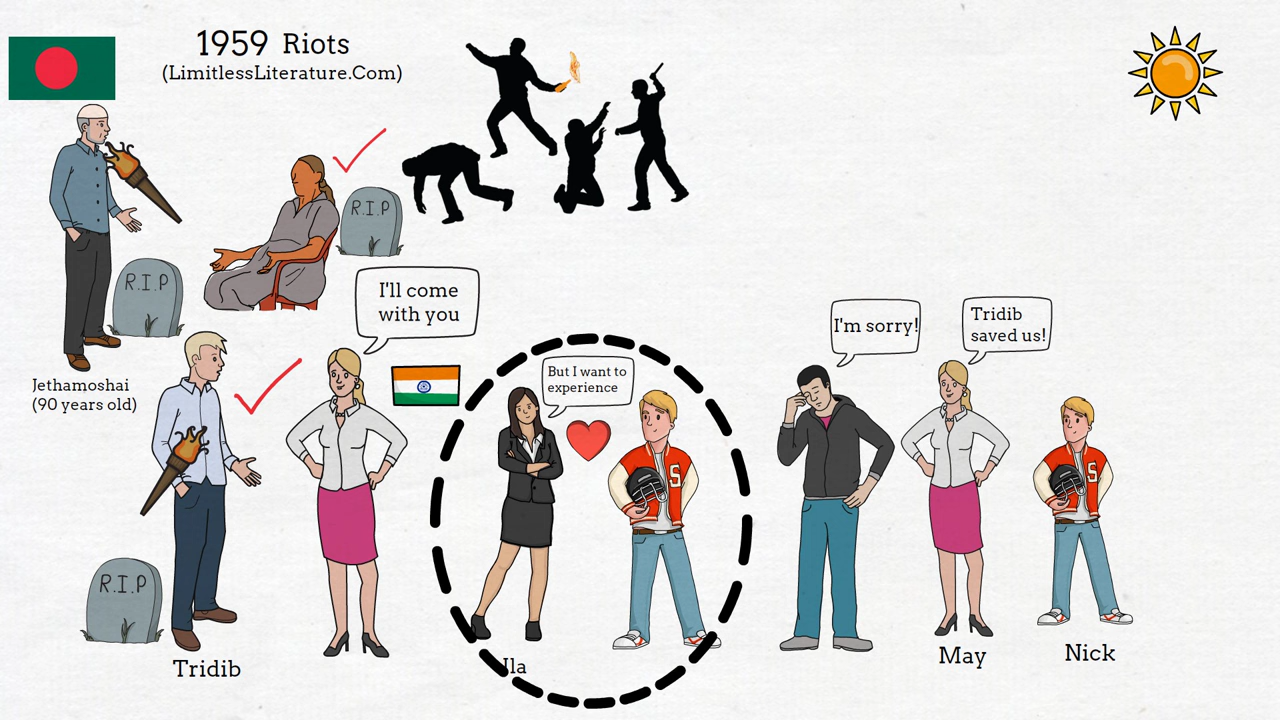 1959 Riots
(LimitlessLiterature.Com)
R.I.P
R.I.P
I'll come
with you
Jethamoshai
(90 years old)
But I want to
experience
I'm sorry!
Tridib
saved us!
S
R.I.P
Tridib
Ila
May
Nick
S